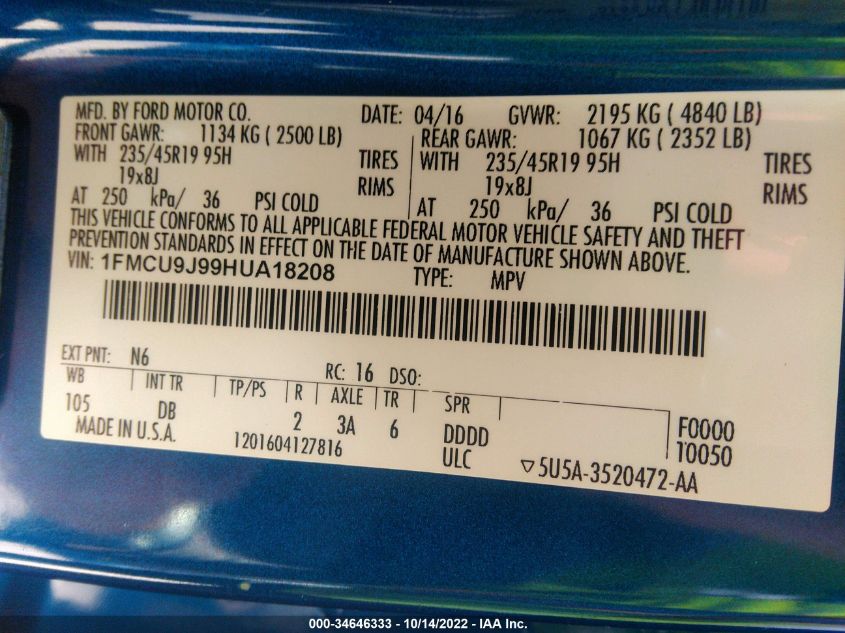 MFD. BY FORD MOTOR CO. DATE: 04/16 GVWR: 2195 KG ( 4840 LB)
FRONT GAWR: 1134 KG ( 2500 LB) REAR GAWR: 1067 KG ( 2352 LB)
WITH 235/45R19 95H TIRES WITH 235/45R19 95H TIRES
19x8J RIMS 19x8J RIMS
AT 250 kPa/ 36 PSI COLD AT 250 kPa/ 36 PSI COLD
THIS VEHICLE CONFORMS TO ALL APPLICABLE FEDERAL MOTOR VEHICLE SAFETY AND THEFT
PREVENTION STANDARDS IN EFFECT ON THE DATE OF MANUFACTURE SHOWN ABOVE.
VIN: 1FMCU9J99HUA18208 TYPE: MPV
EXT PNT: N6 RC: 16 DSO:
WB INT TR TP/PS R AXLE TR SPR
105 DB 2 3A 6 DDDD F0000
MADE IN U.S.A. 1201604127816 ULC T0050
▽5U5A-3520472-AA
000-34646333 - 10/14/2022 - IAA Inc.